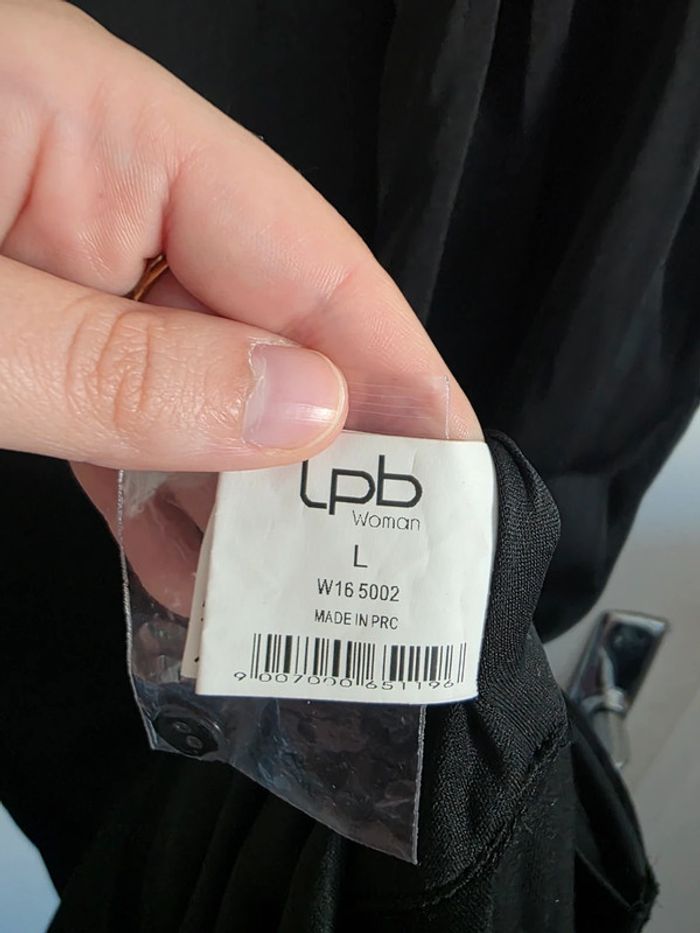 lpb
Woman
L
W16 5002
MADE IN PRC
9 007000 651196